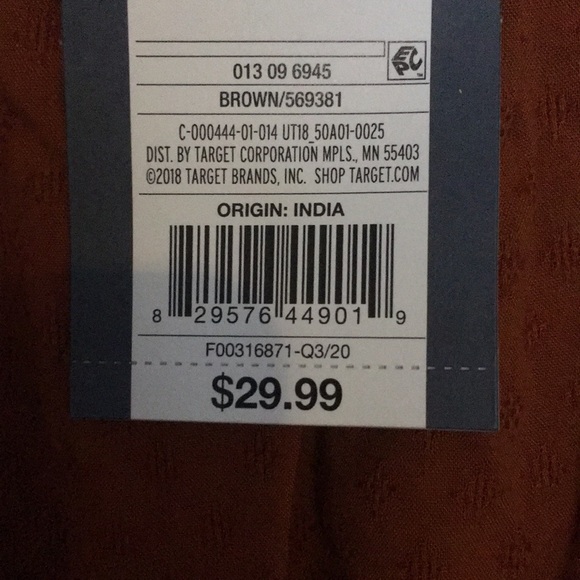 EPC™
013 09 6945
BROWN/569381
C-000444-01-014 UT18_50A01-0025
DIST. BY TARGET CORPORATION MPLS., MN 55403
©2018 TARGET BRANDS, INC. SHOP TARGET.COM
ORIGIN: INDIA
8 29576 44901 9
F00316871-Q3/20
$29.99